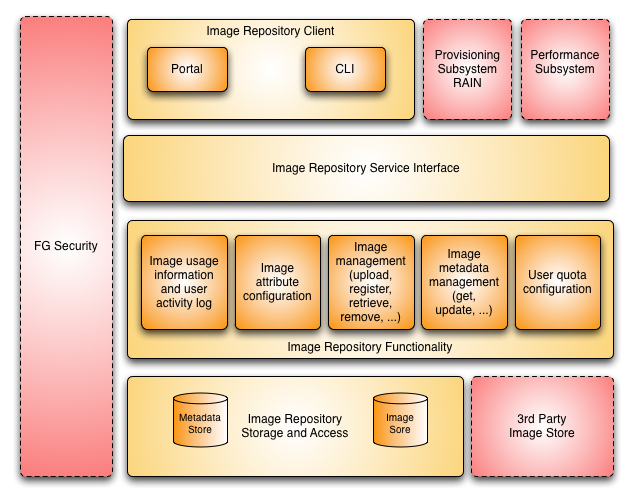 FG Security
Image Repository Client
Portal
CLI
Provisioning
Subsystem
RAIN
Performance
Subsystem
Image Repository Service Interface
Image usage
information
and user
activity log
Image
attribute
configuration
Image
management
(upload,
register,
retrieve,
remove, ...)
Image
metadata
management
(get,
update, ...)
User quota
configuration
Image Repository Functionality
Metadata
Store
Image Repository
Storage and Access
Image
Sore
3rd Party
Image Store